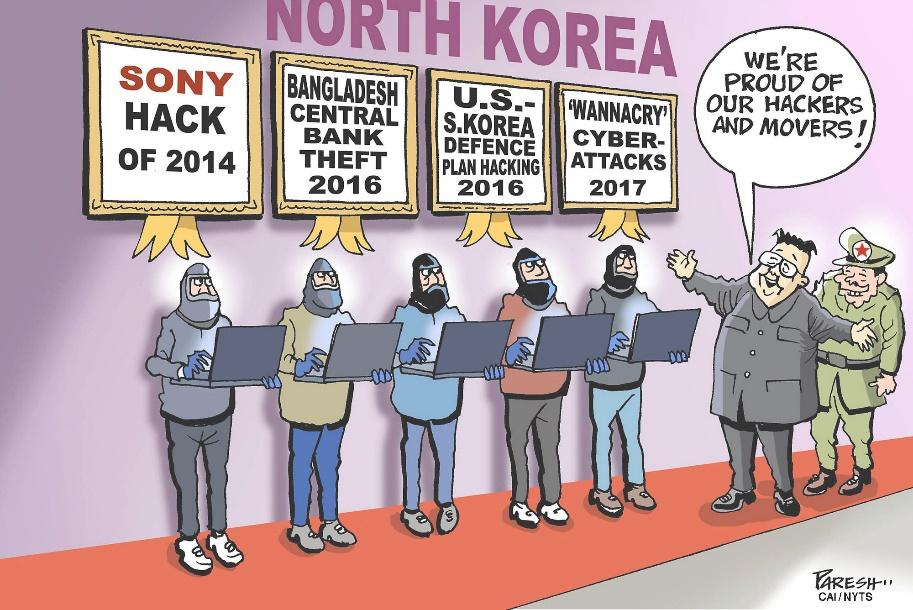 NORTH KOREA
SONY
HACK
OF 2014
BANGLADESH
CENTRAL
BANK
THEFT
2016
U.S.-
S.KOREA
DEFENCE
PLAN HACKING
2016
'WANNACRY'
CYBER-
ATTACKS
2017
WE'RE
PROUD OF
OUR HACKERS
AND MOVERS!
PARESH
CAI/NYTS